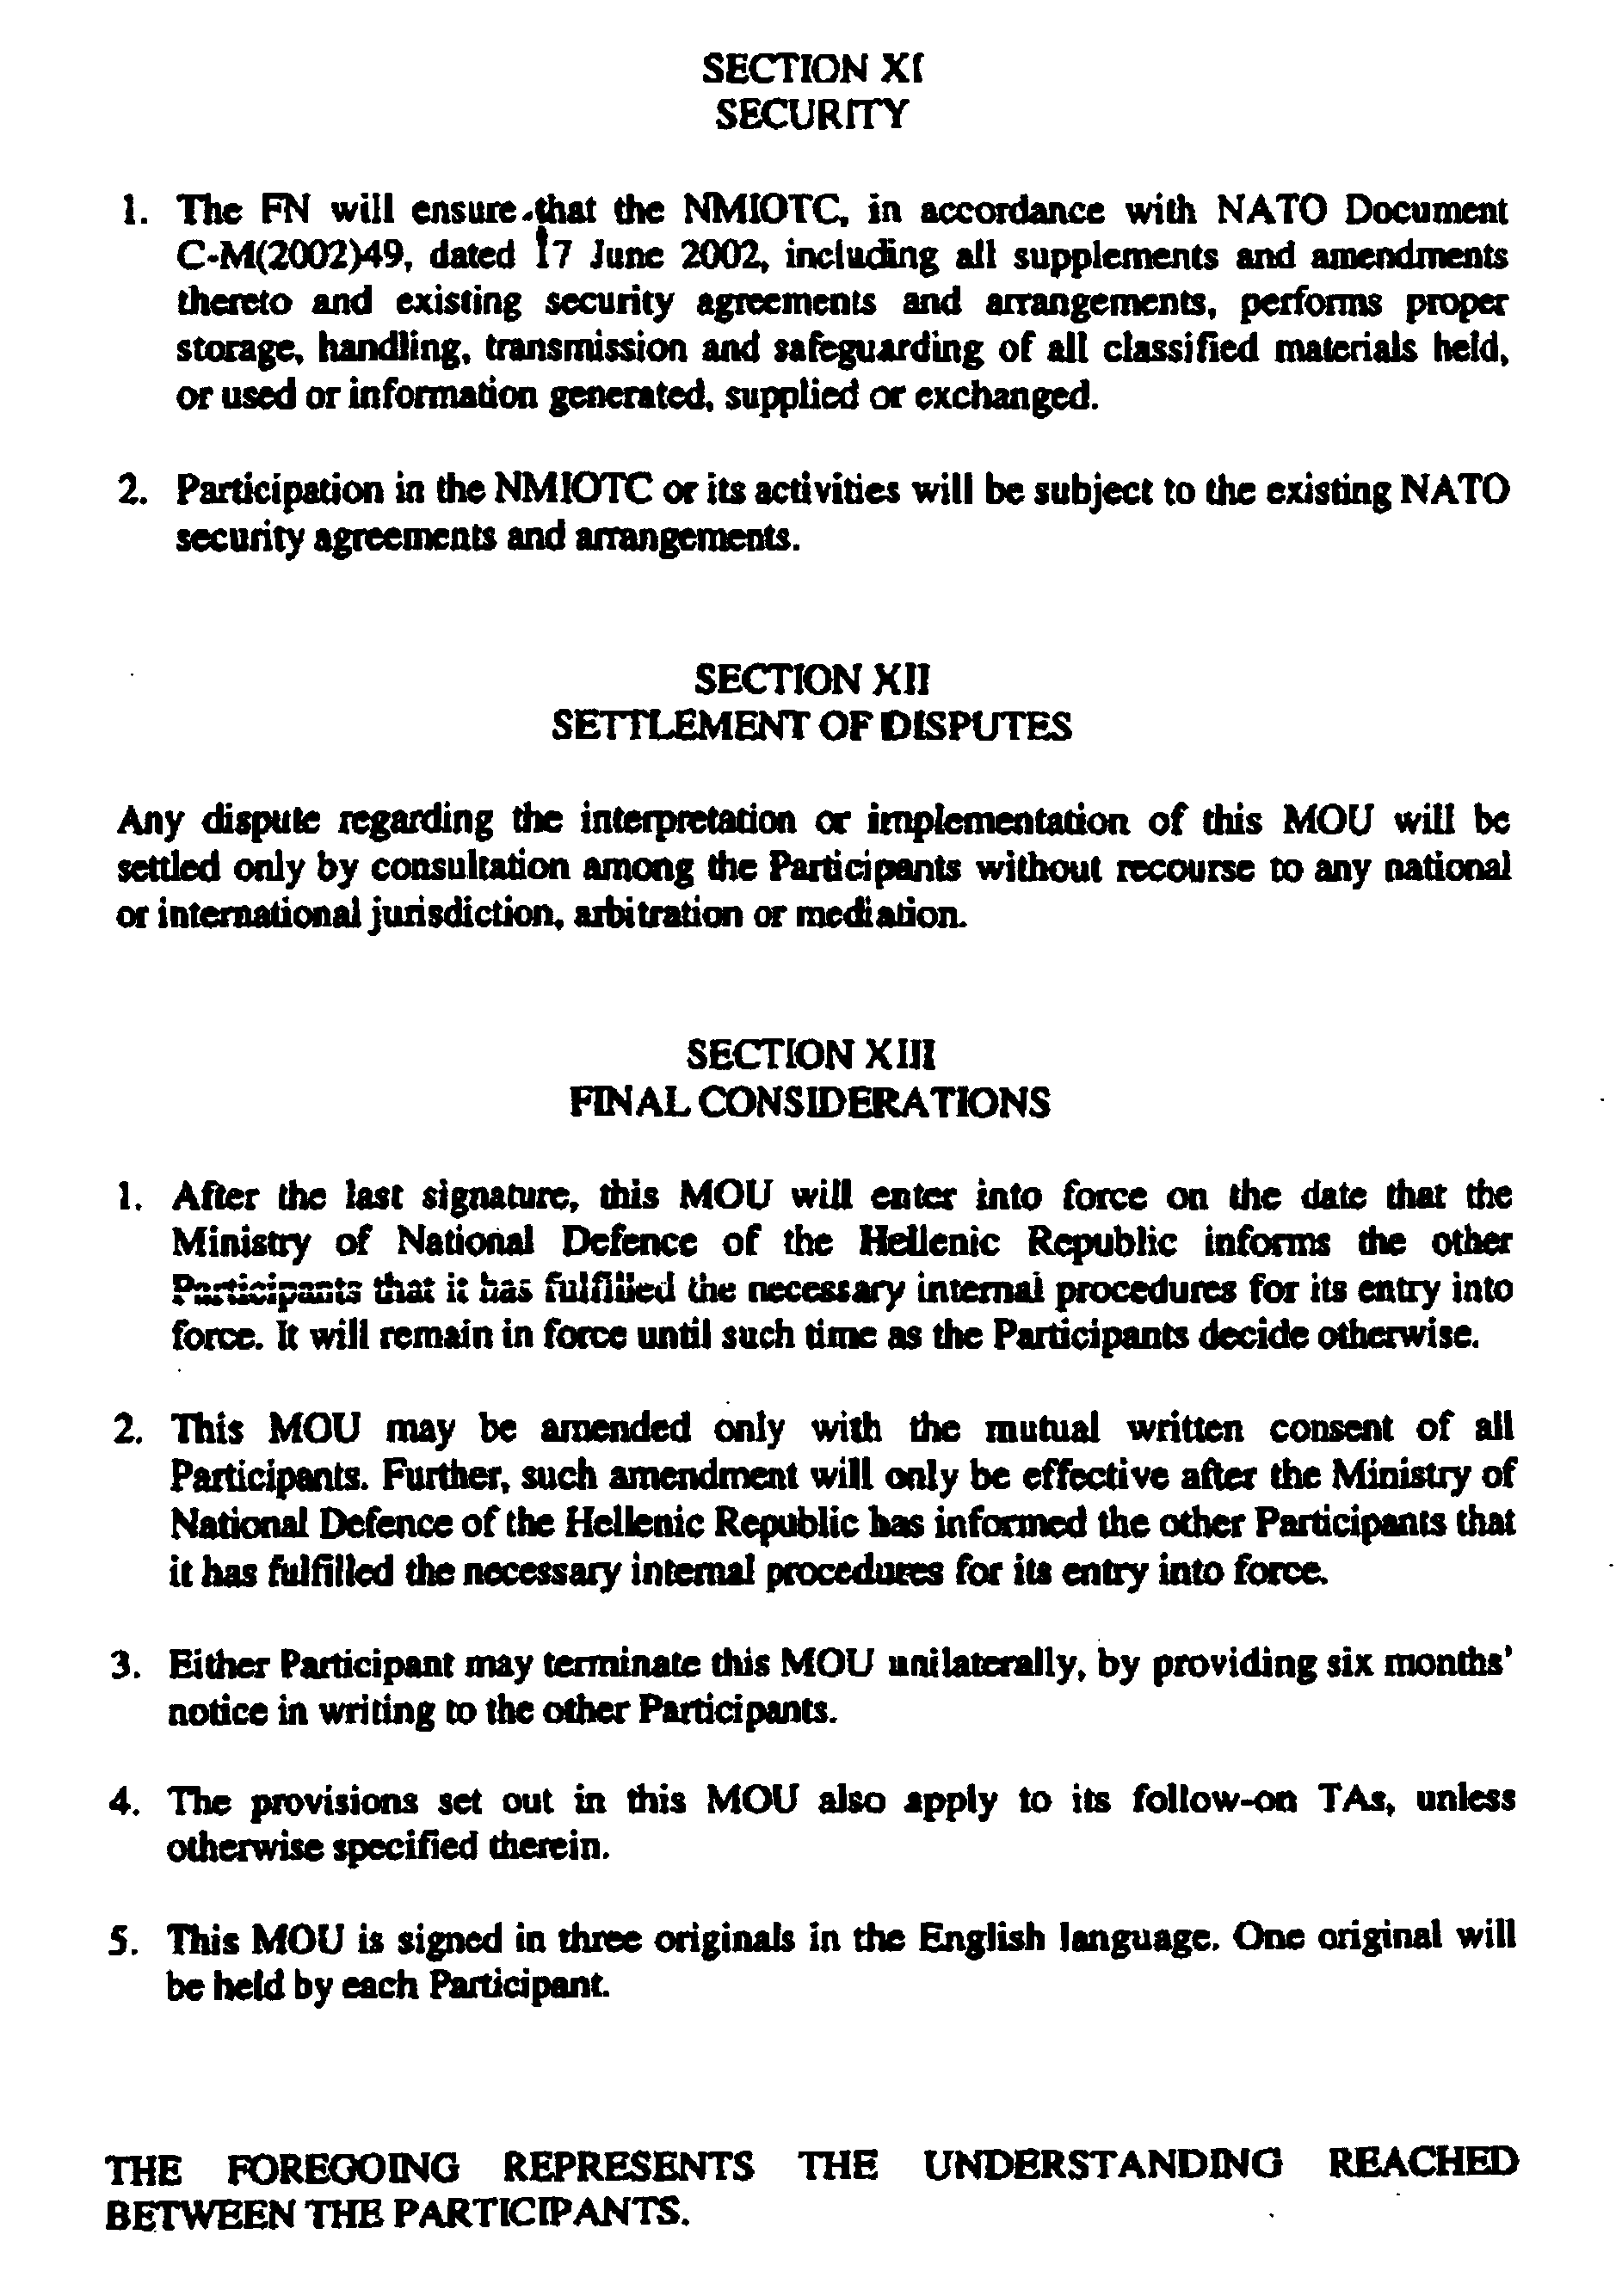 SECTION XI
SECURITY
1. The FN will ensure that the NMIOTC, in accordance with NATO Document
C-M(2002)49, dated 17 June 2002, including all supplements and amendments
thereto and existing security agreements and arrangements, performs proper
storage, handling, transmission and safeguarding of all classified materials held,
or used or information generated, supplied or exchanged.
2. Participation in the NMIOTC or its activities will be subject to the existing NATO
security agreements and arrangements.
SECTION XII
SETTLEMENT OF DISPUTES
Any dispute regarding the interpretation or implementation of this MOU will be
settled only by consultation among the Participants without recourse to any national
or international jurisdiction, arbitration or mediation.
SECTION XIII
FINAL CONSIDERATIONS
1. After the last signature, this MOU will enter into force on the date that the
Ministry of National Defence of the Hellenic Republic informs the other
Participants that it has fulfilled the necessary internal procedures for its entry into
force. It will remain in force until such time as the Participants decide otherwise.
2. This MOU may be amended only with the mutual written consent of all
Participants. Further, such amendment will only be effective after the Ministry of
National Defence of the Hellenic Republic has informed the other Participants that
it has fulfilled the necessary internal procedures for its entry into force.
3. Either Participant may terminate this MOU unilaterally, by providing six months'
notice in writing to the other Participants.
4. The provisions set out in this MOU also apply to its follow-on TAs, unless
otherwise specified therein.
5. This MOU is signed in three originals in the English language. One original will
be held by each Participant.
THE FOREGOING REPRESENTS THE UNDERSTANDING REACHED
BETWEEN THE PARTICIPANTS.